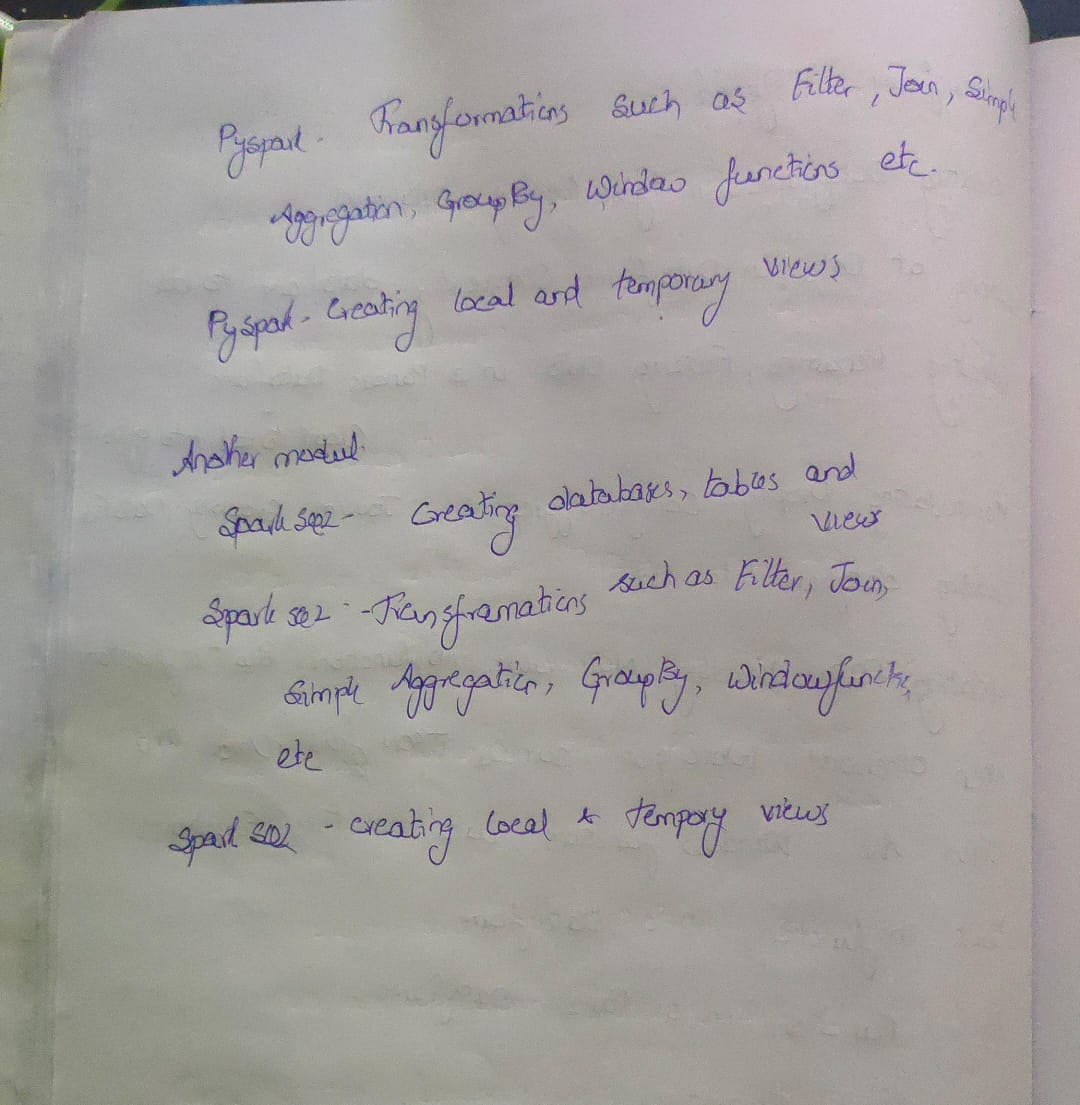 Pyspark - Transformations such as Filter, Join, Simple
Aggregation, GroupBy, Window functions etc.
Pyspark - Creating local and temporary views
Another modul.
Spark SQL - Creating databases, tables and
views
Spark SQL - Transframations such as Filter, Join,
Simple Aggregation, GroupBy, Windowfunctions,
etc
Spark SQL - creating local & tempory views